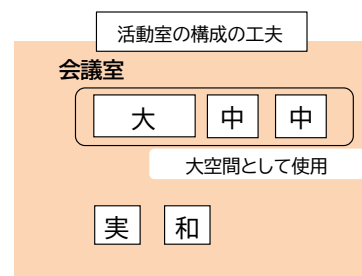 活動室の構成の工夫
会議室
大 中 中
大空間として使用
実 和